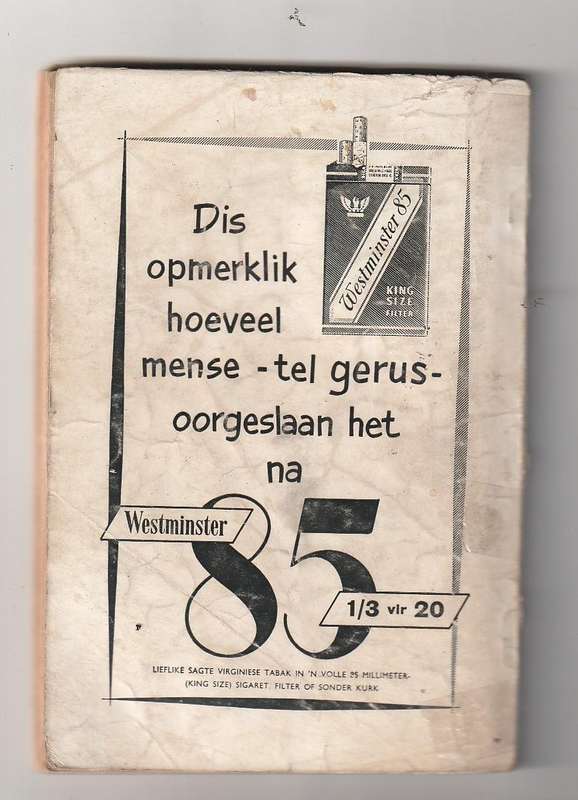 Westminster 85
KING
SIZE
FILTER
Dis
opmerklik
hoeveel
mense - tel gerus-
oorgeslaan het
na
Westminster
85
1/3 vir 20
LIEFLIKE SAGTE VIRGINIESE TABAK IN 'N VOLLE 85 MILLIMETER-
(KING SIZE) SIGARET. FILTER OF SONDER KURK